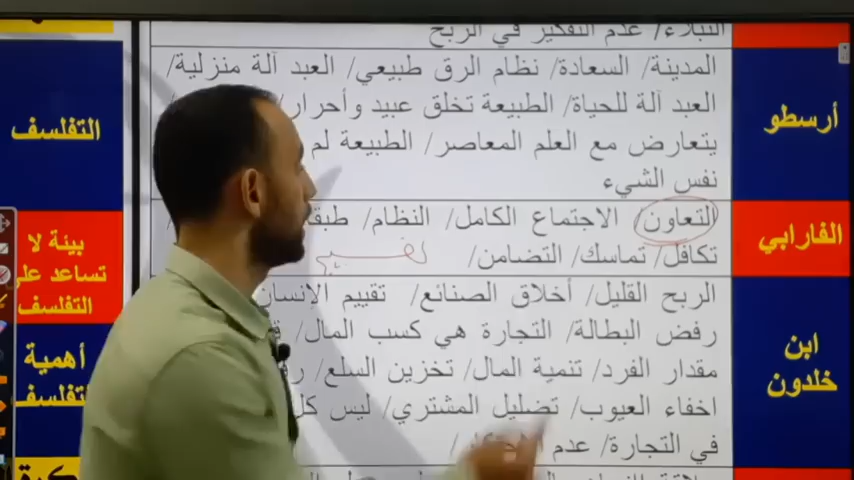 النبلاء/ عدم التفكير في الربح
أرسطو
المدينة/ السعادة/ نظام الرق طبيعي/ العبد آلة منزلية/
العبد آلة للحياة/ الطبيعة تخلق عبيد وأحرار/
يتعارض مع العلم المعاصر/ الطبيعة لم
نفس الشيء
الفارابي
التعاون/ الاجتماع الكامل/ النظام/
تكافل/ تماسك/ التضامن/
ابن
خلدون
الربح القليل/ أخلاق الصنائع/ تقييم الانسان
رفض البطالة/ التجارة هي كسب المال/
مقدار الفرد/ تنمية المال/ تخزين السلع/
اخفاء العيوب/ تضليل المشتري/ ليس كل
في التجارة/ عدم
التفلسف
بيئة لا
تساعد على
التفلسف
أهمية
التفلسف